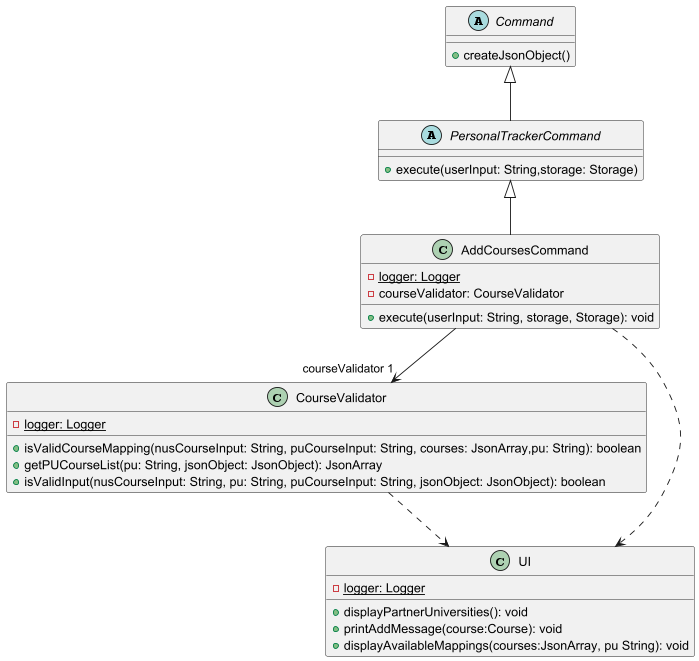 A Command
createJsonObject()
A PersonalTrackerCommand
execute(userInput: String,storage: Storage)
C AddCoursesCommand
logger: Logger
courseValidator: CourseValidator
execute(userInput: String, storage, Storage): void
courseValidator 1
C CourseValidator
logger: Logger
isValidCourseMapping(nusCourseInput: String, puCourseInput: String, courses: JsonArray,pu: String): boolean
getPUCourseList(pu: String, jsonObject: JsonObject): JsonArray
isValidInput(nusCourseInput: String, pu: String, puCourseInput: String, jsonObject: JsonObject): boolean
C UI
logger: Logger
displayPartnerUniversities(): void
printAddMessage(course:Course): void
displayAvailableMappings(courses:JsonArray, pu String): void